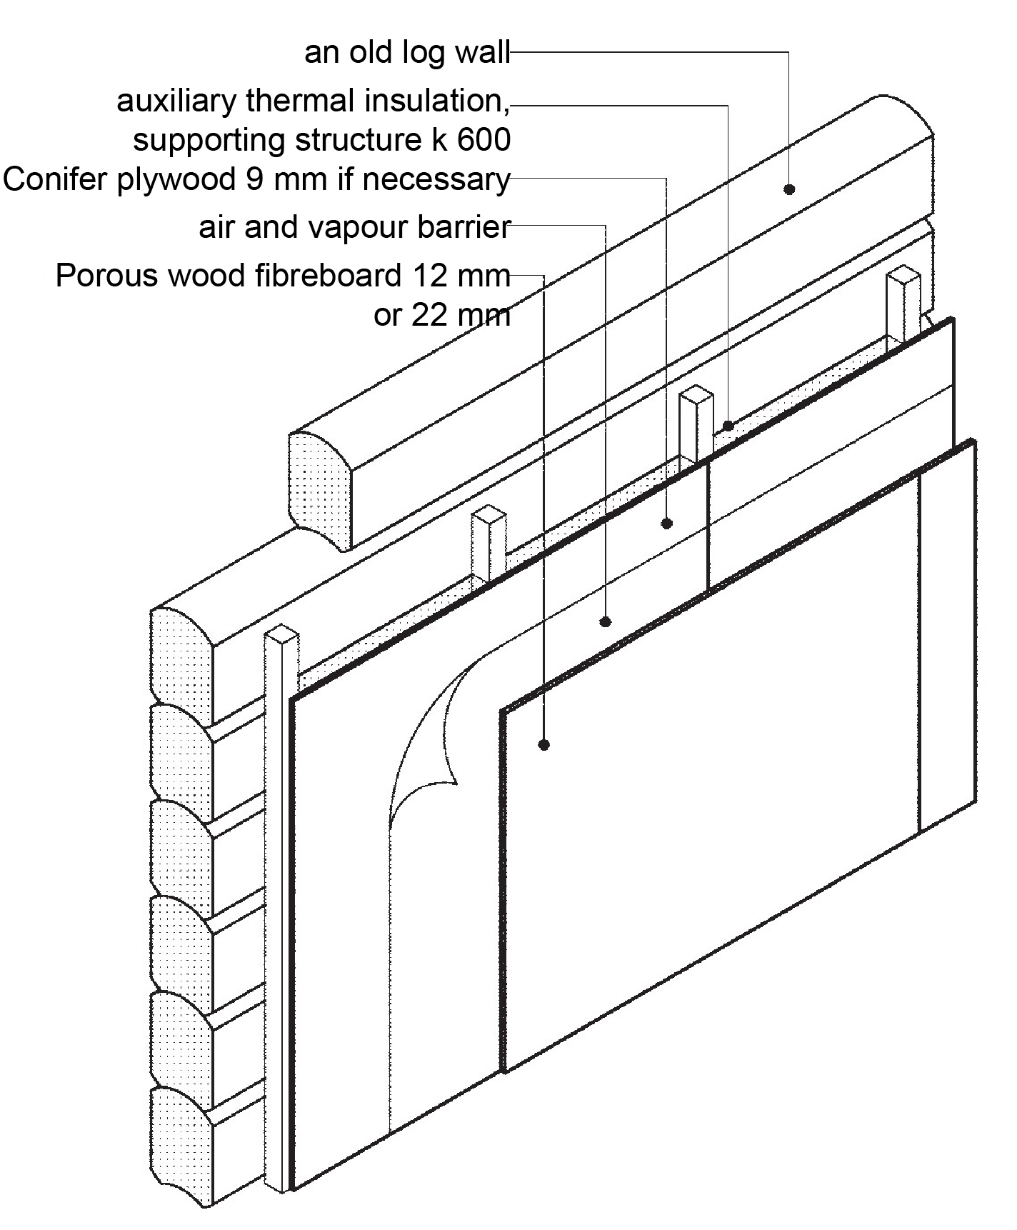 an old log wall
auxiliary thermal insulation,
supporting structure k 600
Conifer plywood 9 mm if necessary
air and vapour barrier
Porous wood fibreboard 12 mm
or 22 mm